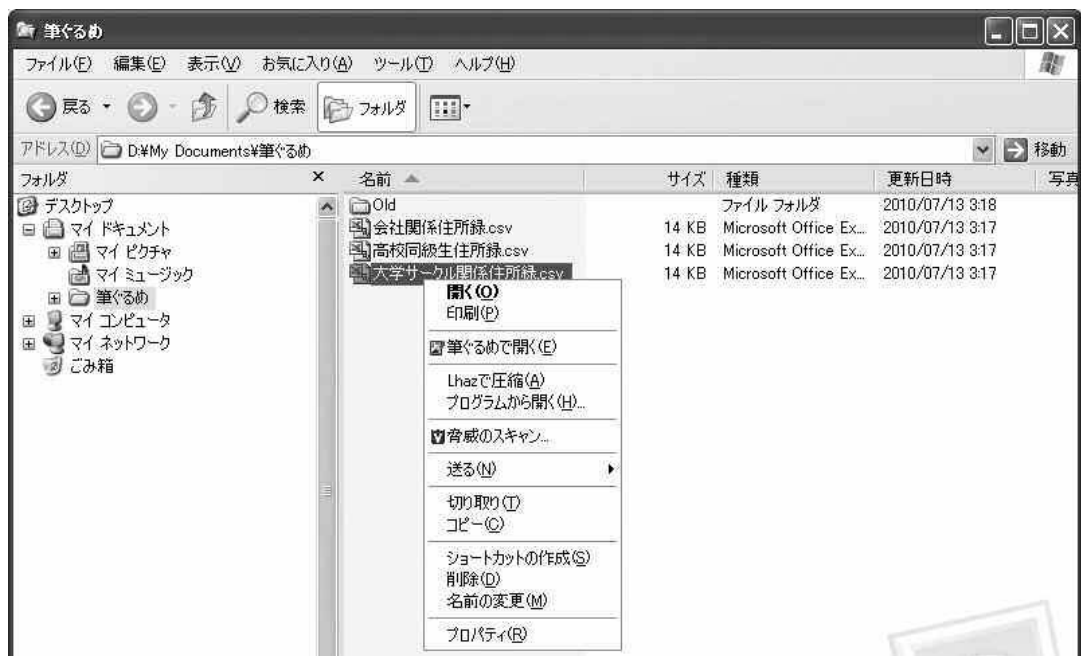 筆ぐるめ
ファイル(F) 編集(E) 表示(V) お気に入り(A) ツール(T) ヘルプ(H)
戻る 検索 フォルダ
アドレス(D) D:¥My Documents¥筆ぐるめ 移動
フォルダ × 名前 サイズ 種類 更新日時 写真
デスクトップ Old ファイル フォルダ 2010/07/13 3:18
マイ ドキュメント 会社関係住所録.csv 14 KB Microsoft Office Ex... 2010/07/13 3:17
マイ ピクチャ 高校同級生住所録.csv 14 KB Microsoft Office Ex... 2010/07/13 3:17
マイ ミュージック 大学サークル関係住所録.csv 14 KB Microsoft Office Ex... 2010/07/13 3:17
筆ぐるめ
マイ コンピュータ
マイ ネットワーク
ごみ箱
開く(O)
印刷(P)
筆ぐるめで開く(E)
Lhazで圧縮(A)
プログラムから開く(H)...
脅威のスキャン...
送る(N)
切り取り(T)
コピー(C)
ショートカットの作成(S)
削除(D)
名前の変更(M)
プロパティ(R)